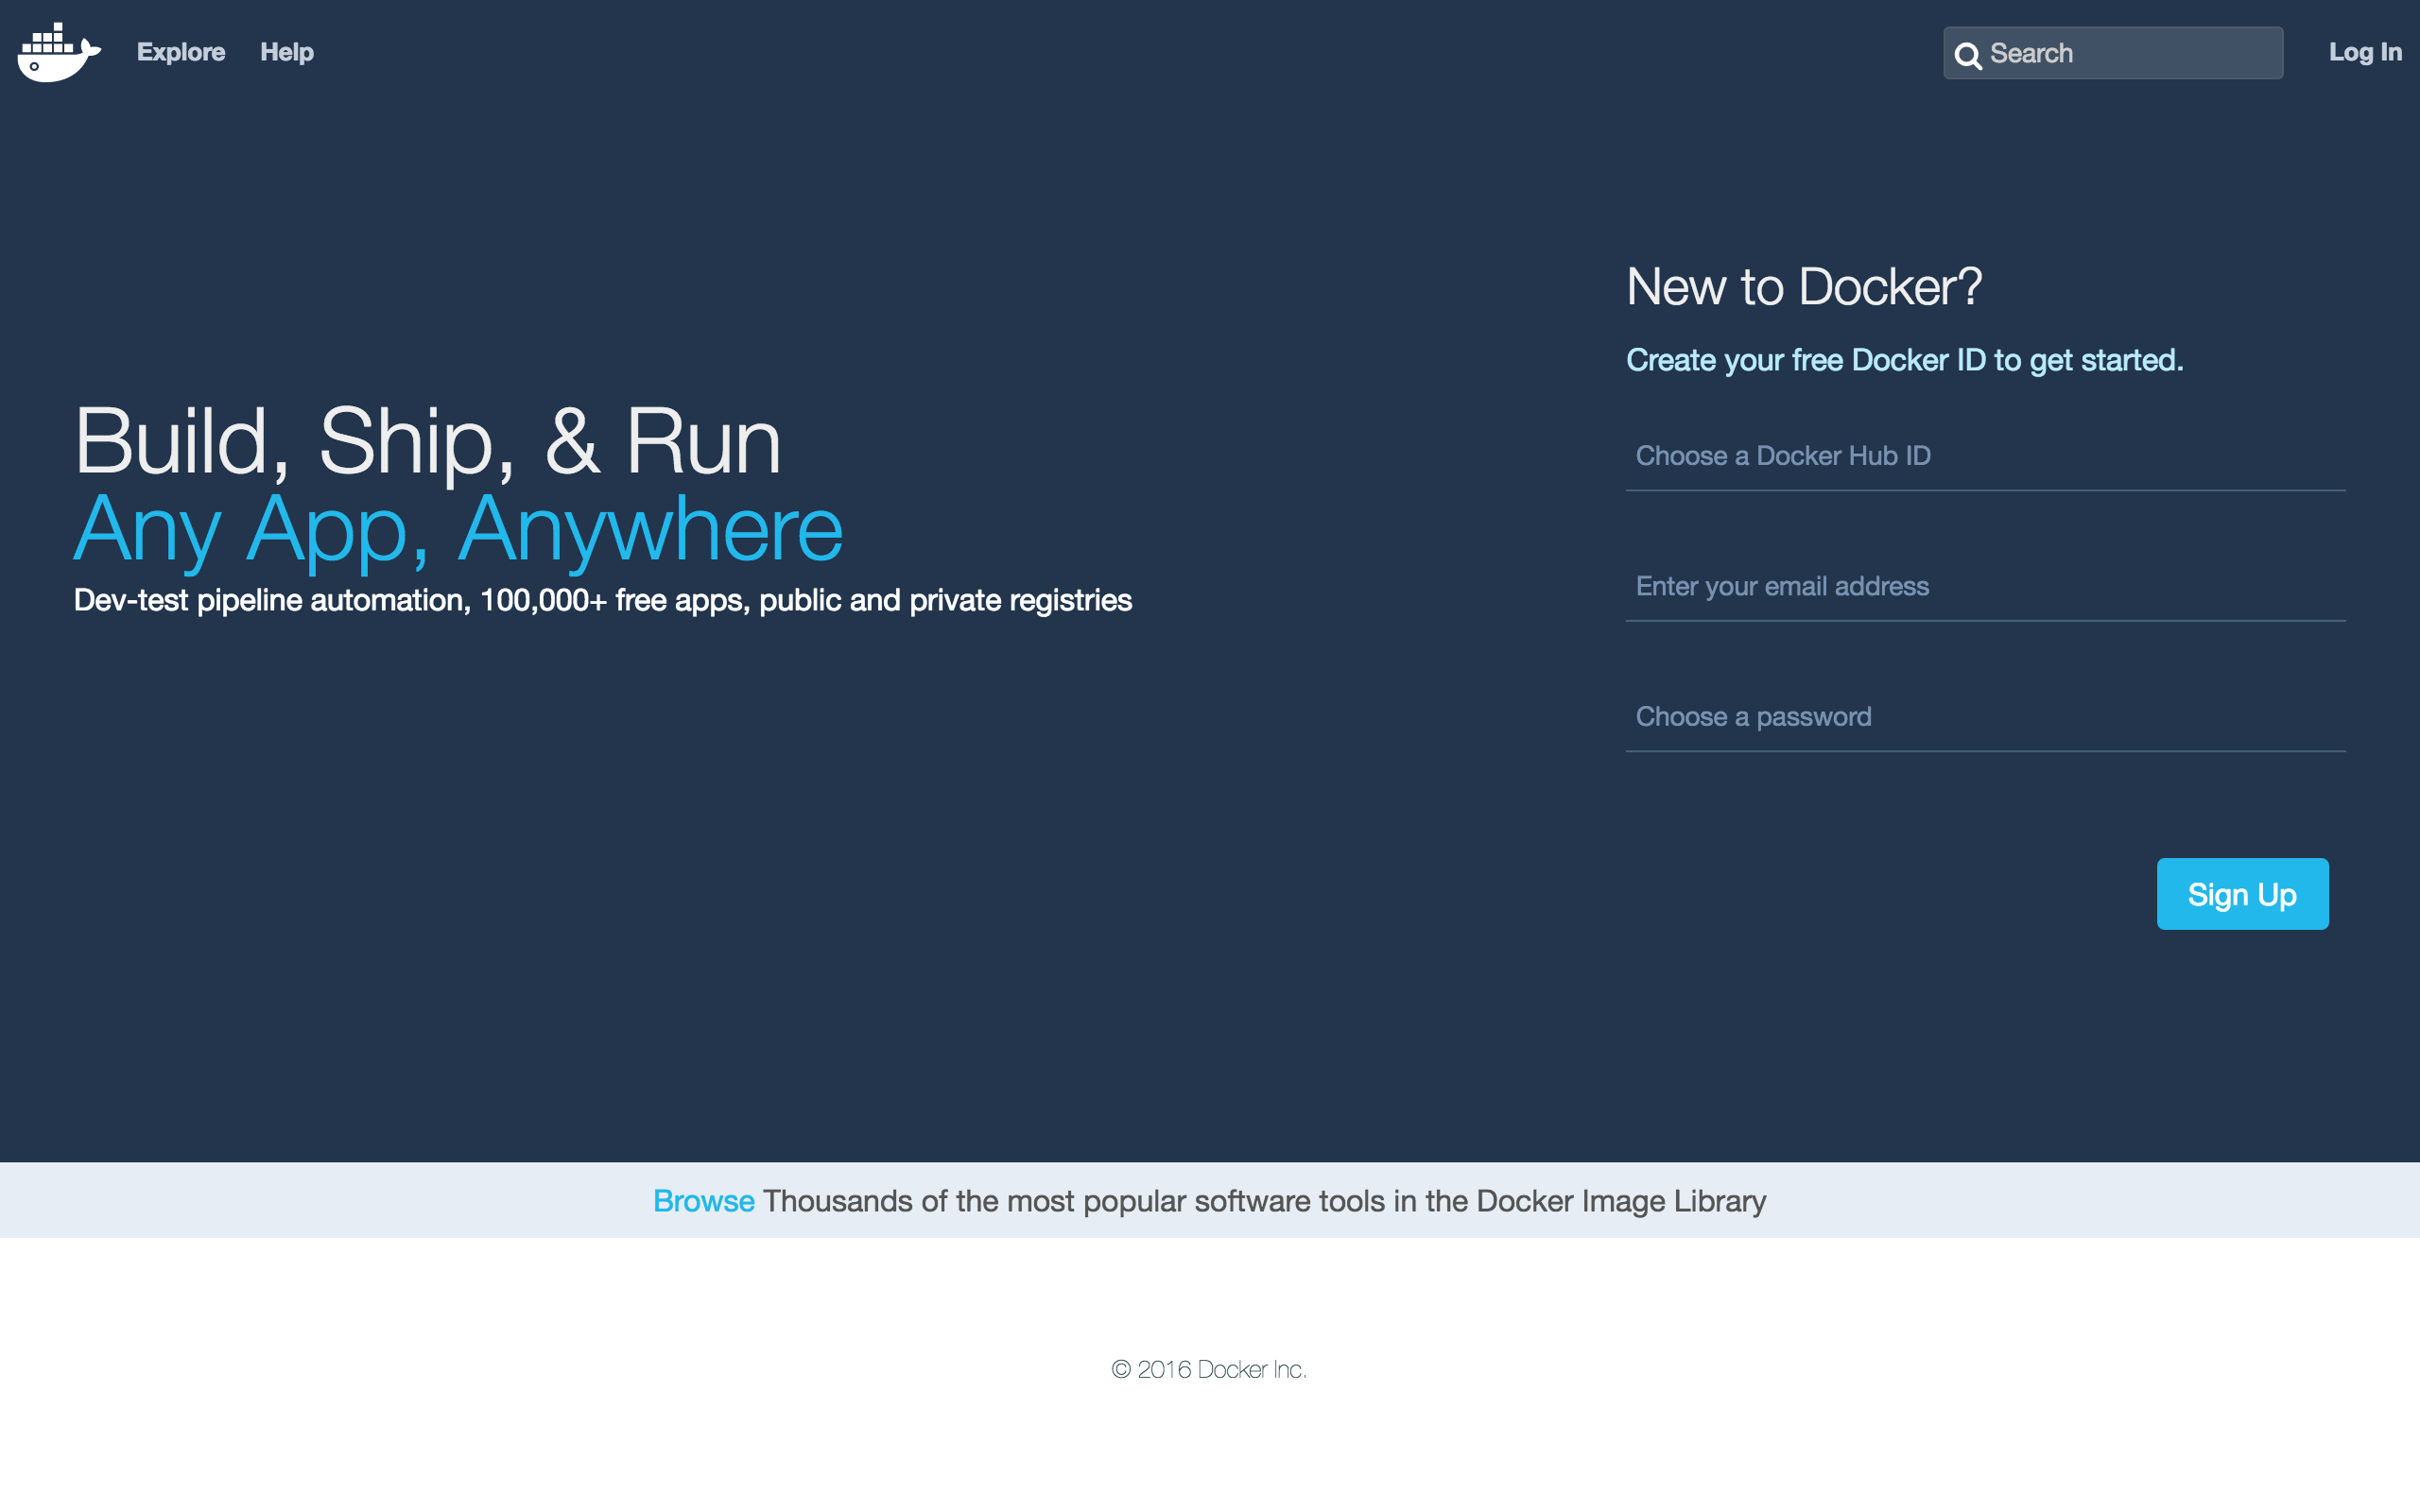 Explore
Help
Search
Log In
Build, Ship, & Run
Any App, Anywhere
Dev-test pipeline automation, 100,000+ free apps, public and private registries
New to Docker?
Create your free Docker ID to get started.
Choose a Docker Hub ID
Enter your email address
Choose a password
Sign Up
Browse Thousands of the most popular software tools in the Docker Image Library
© 2016 Docker Inc.